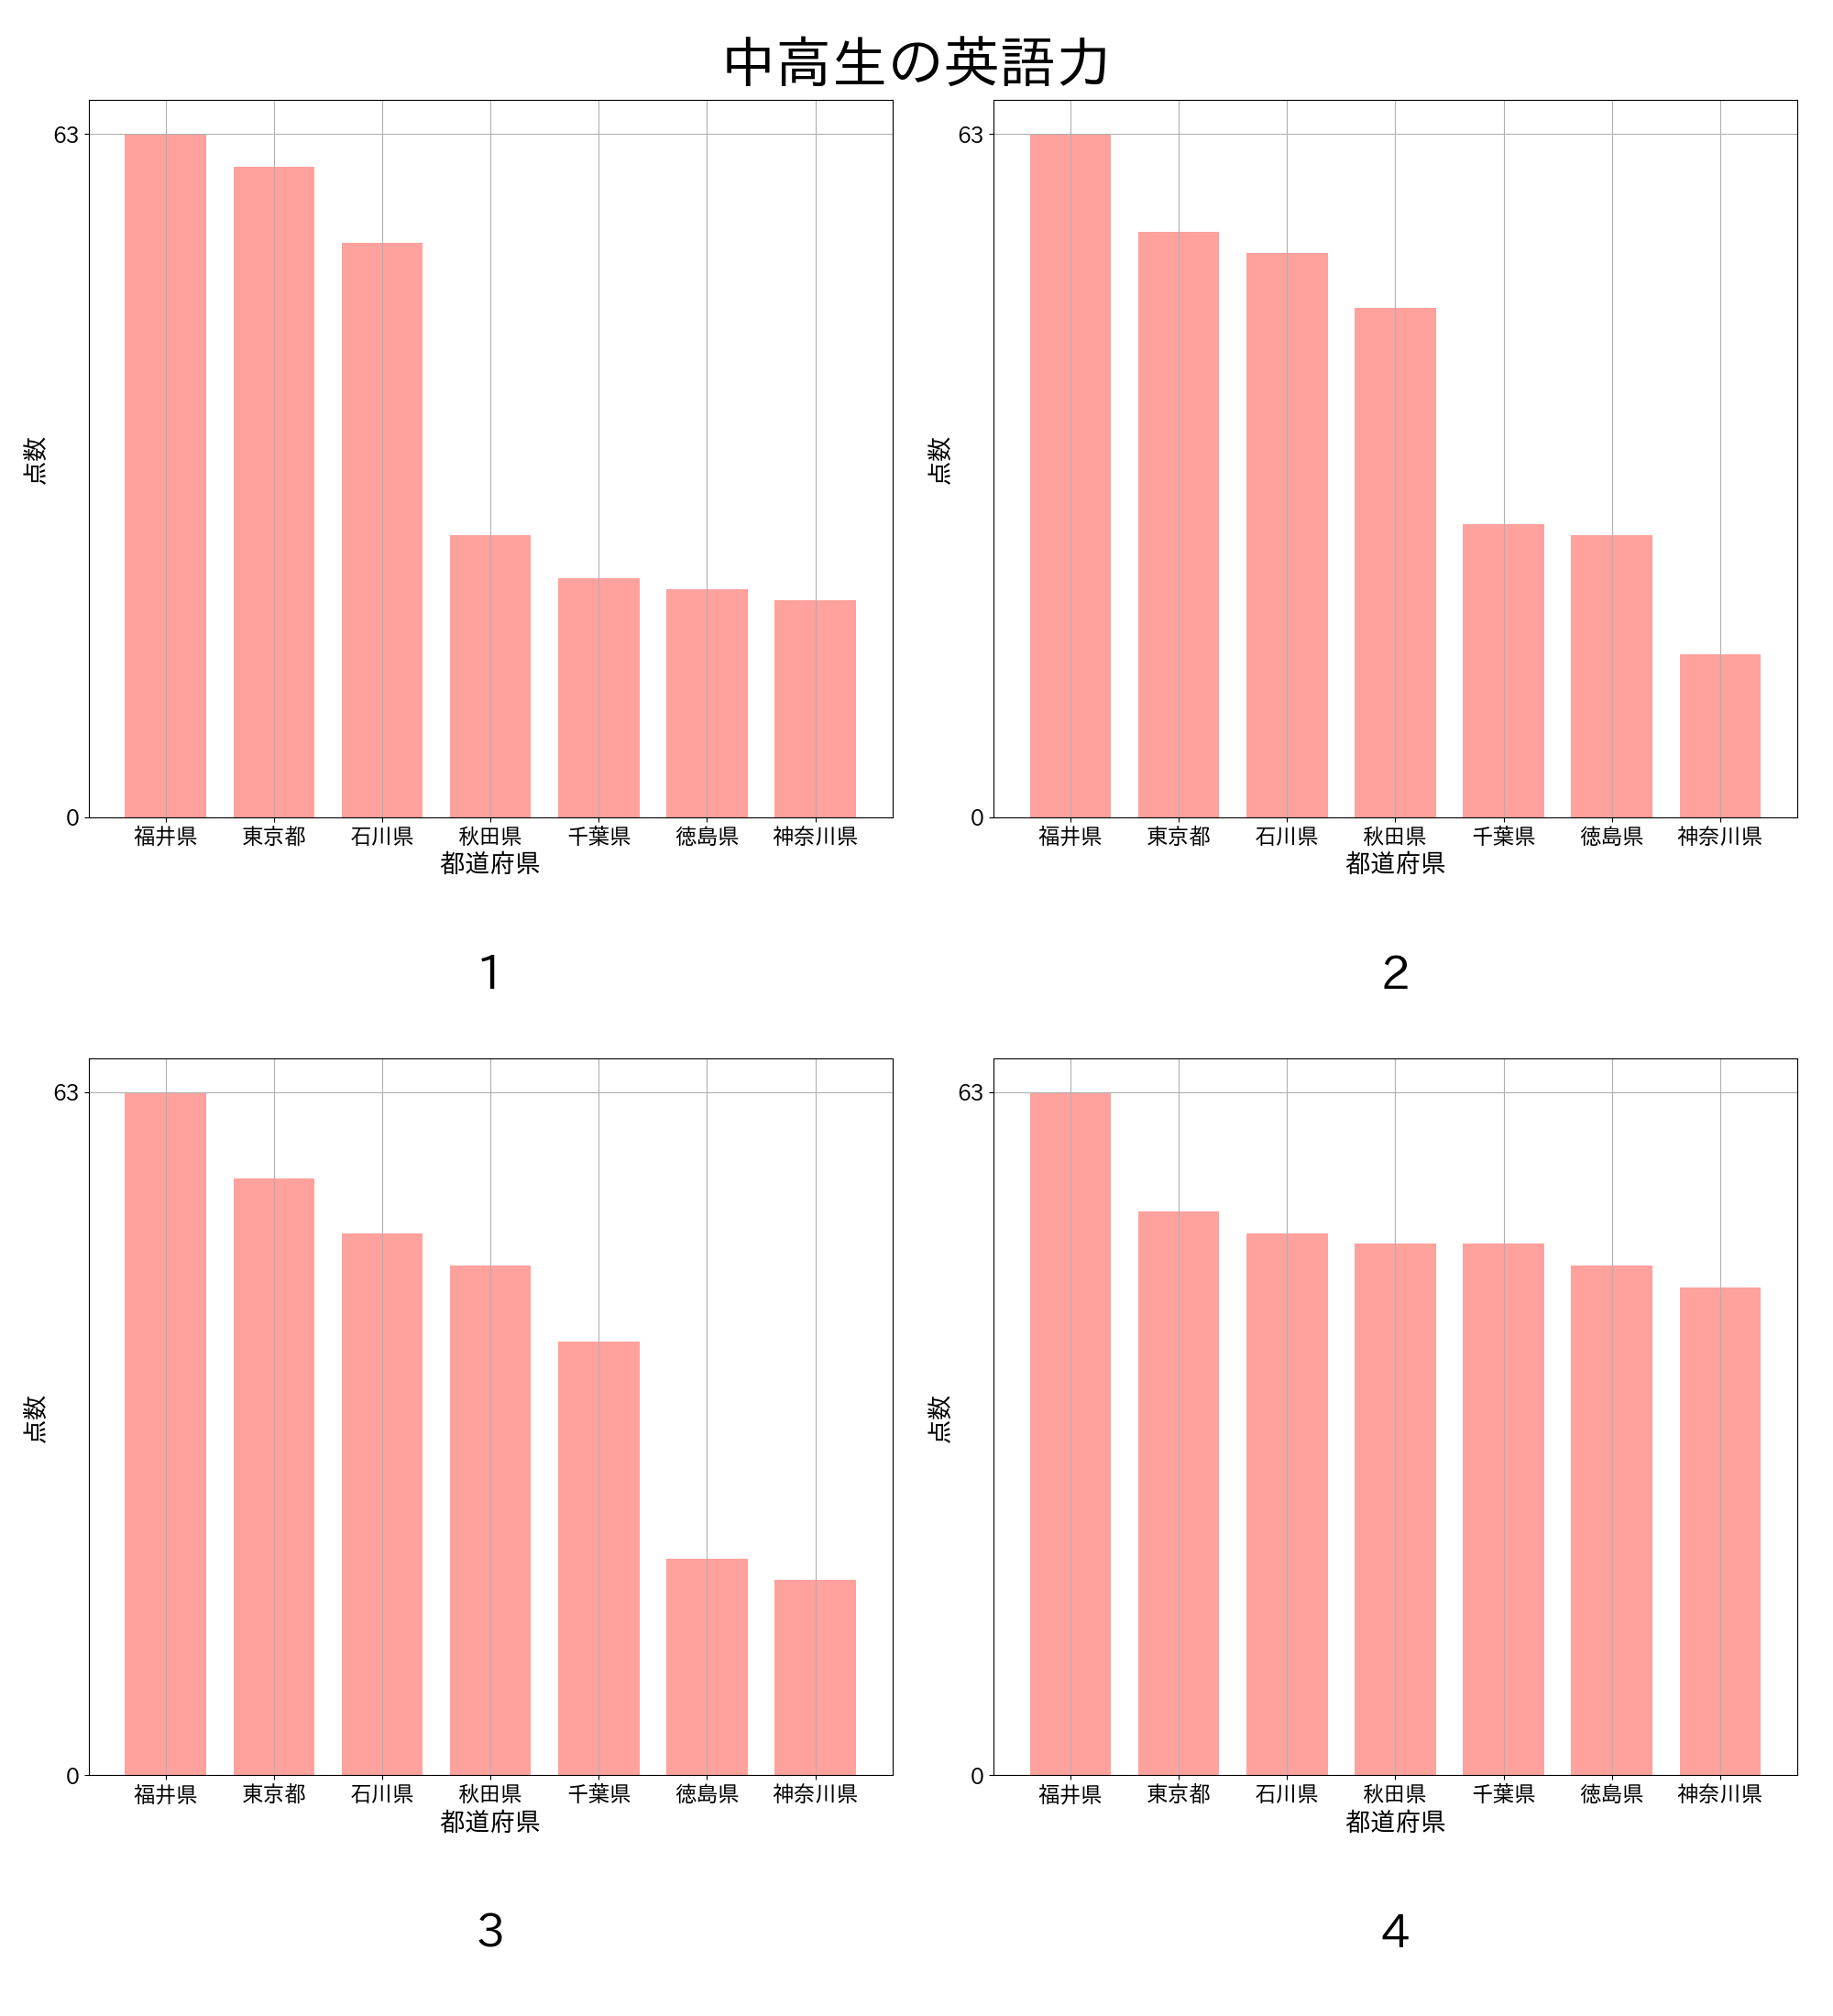 中高生の英語力
63
0
点数
福井県 東京都 石川県 秋田県 千葉県 徳島県 神奈川県
都道府県
1
63
0
点数
福井県 東京都 石川県 秋田県 千葉県 徳島県 神奈川県
都道府県
2
63
0
点数
福井県 東京都 石川県 秋田県 千葉県 徳島県 神奈川県
都道府県
3
63
0
点数
福井県 東京都 石川県 秋田県 千葉県 徳島県 神奈川県
都道府県
4